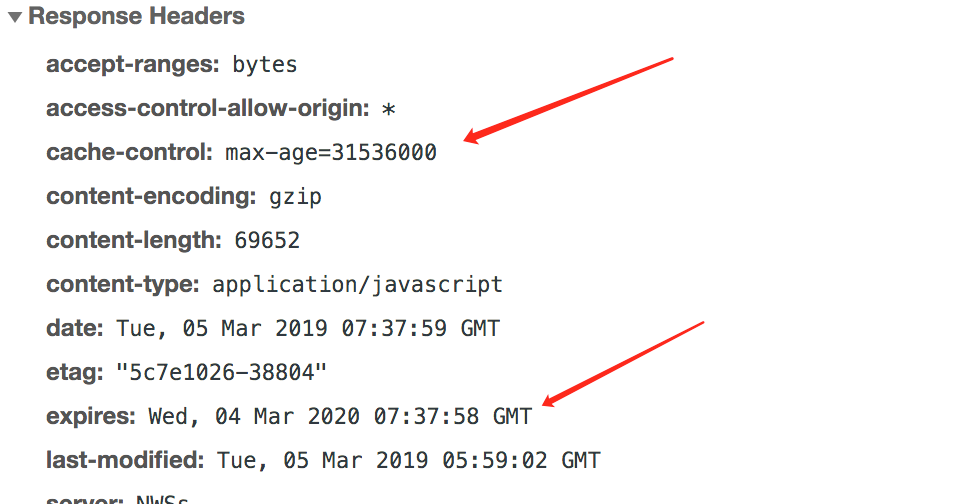 Response Headers
accept-ranges: bytes
access-control-allow-origin: *
cache-control: max-age=31536000
content-encoding: gzip
content-length: 69652
content-type: application/javascript
date: Tue, 05 Mar 2019 07:37:59 GMT
etag: "5c7e1026-38804"
expires: Wed, 04 Mar 2020 07:37:58 GMT
last-modified: Tue, 05 Mar 2019 05:59:02 GMT
server: NWSs